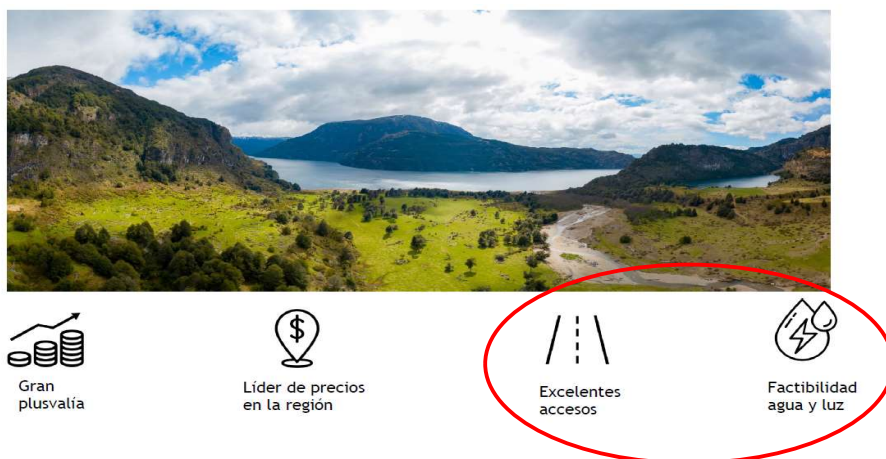 Gran
plusvalía
Líder de precios
en la región
Excelentes
accesos
Factibilidad
agua y luz